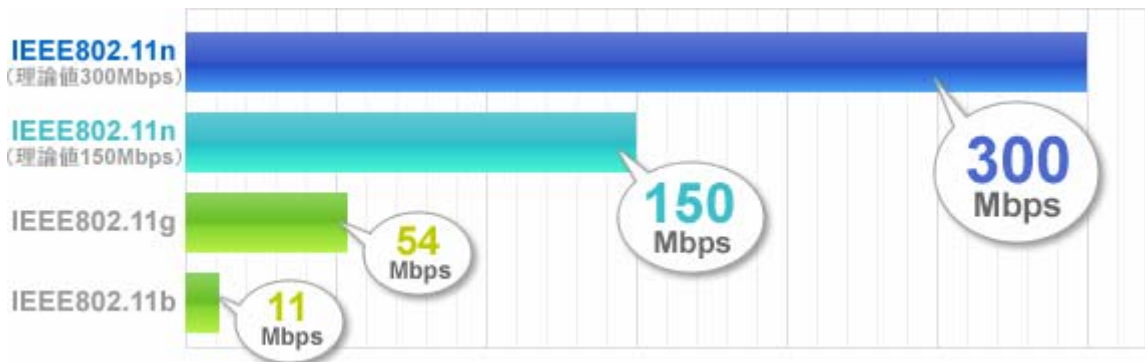 IEEE802.11n
（理論値300Mbps）
300
Mbps
IEEE802.11n
（理論値150Mbps）
150
Mbps
IEEE802.11g
54
Mbps
IEEE802.11b
11
Mbps